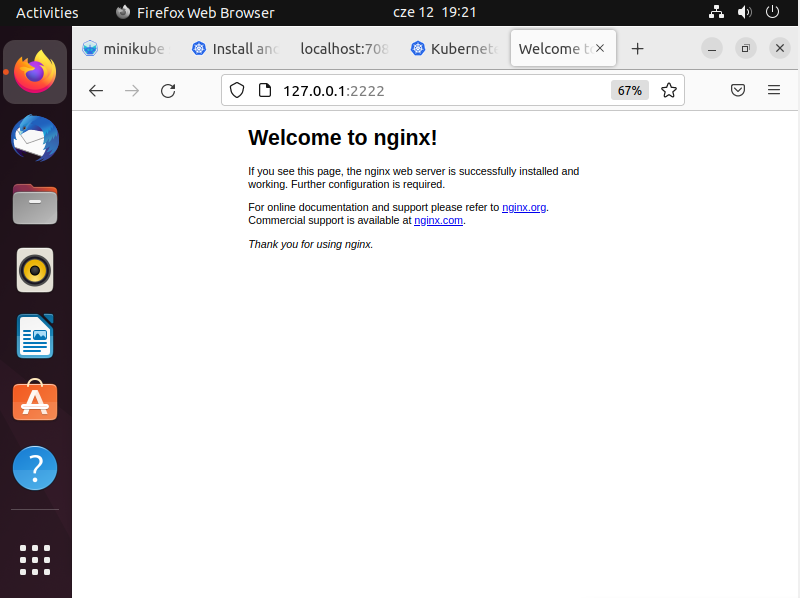 Activities
Firefox Web Browser
cze 12 19:21
minikube
Install and
localhost:708
Kubernete
Welcome to
127.0.0.1:2222
67%
Welcome to nginx!
If you see this page, the nginx web server is successfully installed and
working. Further configuration is required.
For online documentation and support please refer to nginx.org.
Commercial support is available at nginx.com.
Thank you for using nginx.